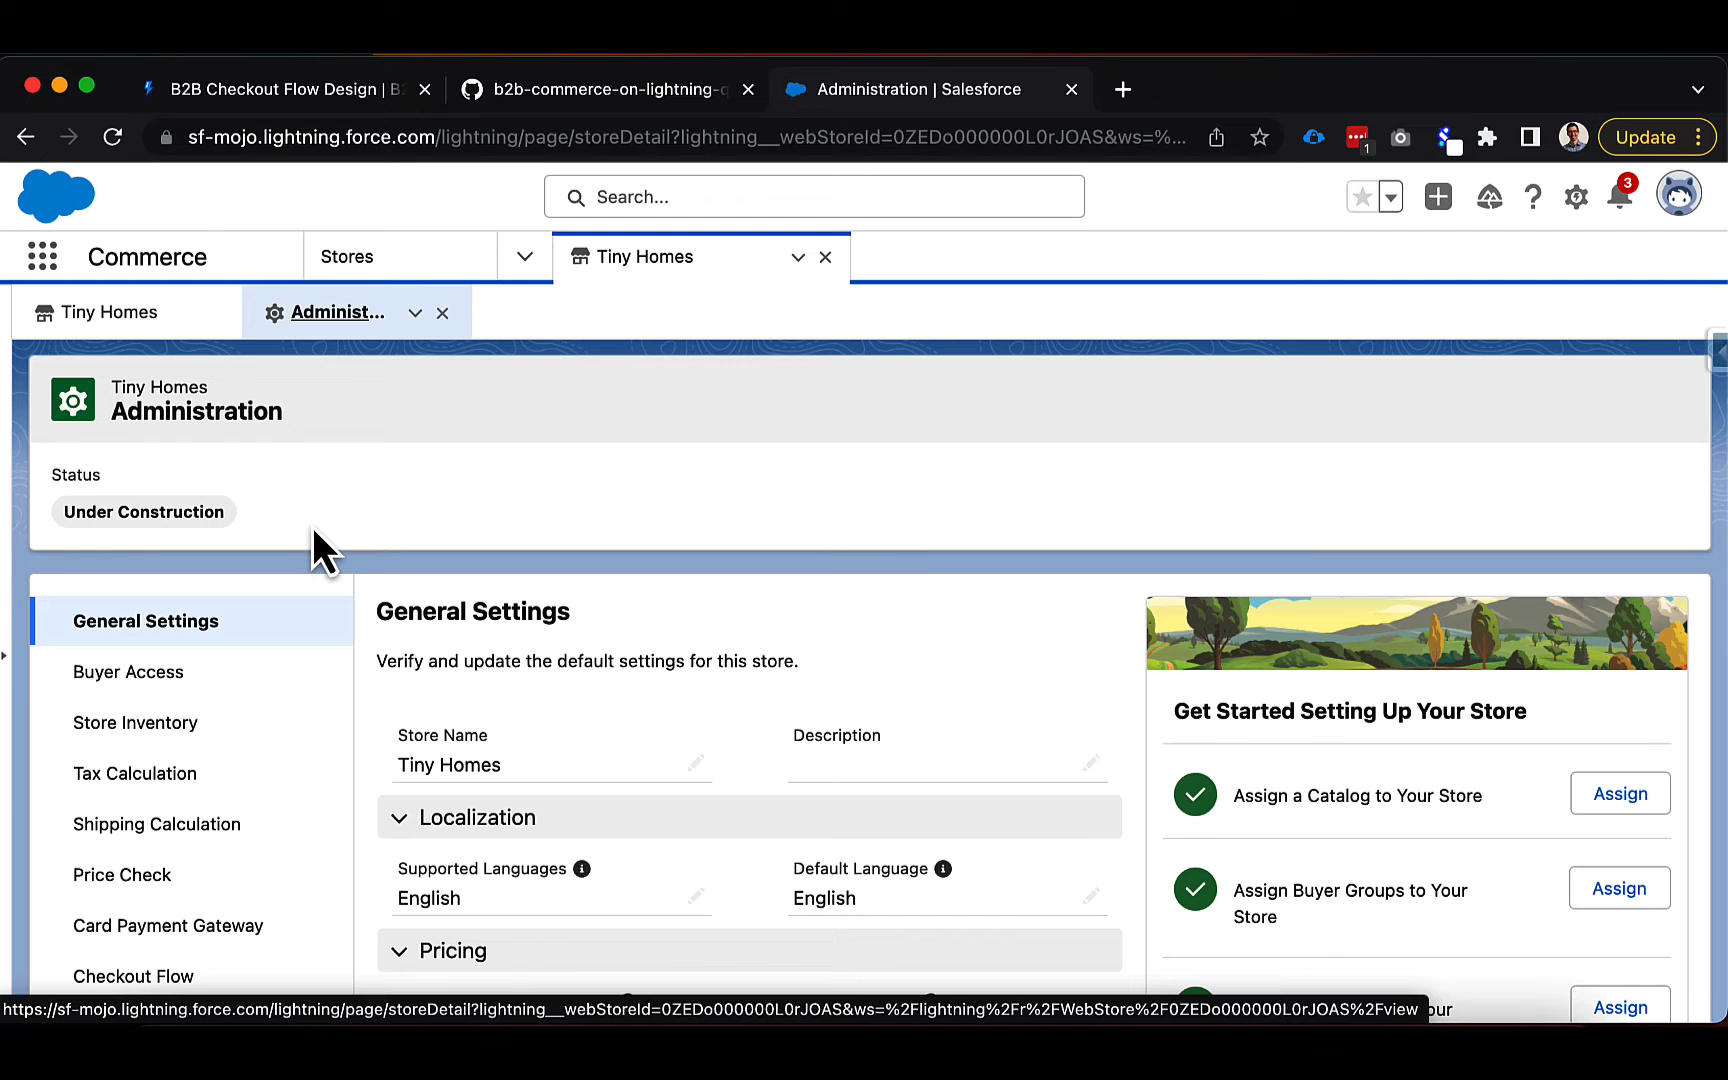 B2B Checkout Flow Design | B2
b2b-commerce-on-lightning-q
Administration | Salesforce
sf-mojo.lightning.force.com/lightning/page/storeDetail?lightning__webStoreId=0ZEDo000000L0rJOAS&ws=%...
1
Update
Search...
3
Commerce
Stores
Tiny Homes
Tiny Homes
Administ...
Tiny Homes
Administration
Status
Under Construction
General Settings
Buyer Access
Store Inventory
Tax Calculation
Shipping Calculation
Price Check
Card Payment Gateway
Checkout Flow
General Settings
Verify and update the default settings for this store.
Store Name
Tiny Homes
Description
Localization
Supported Languages
English
Default Language
English
Pricing
Get Started Setting Up Your Store
Assign a Catalog to Your Store
Assign
Assign Buyer Groups to Your
Store
Assign
our
Assign
https://sf-mojo.lightning.force.com/lightning/page/storeDetail?lightning__webStoreId=0ZEDo000000L0rJOAS&ws=%2Flightning%2Fr%2FWebStore%2F0ZEDo000000L0rJOAS%2Fview